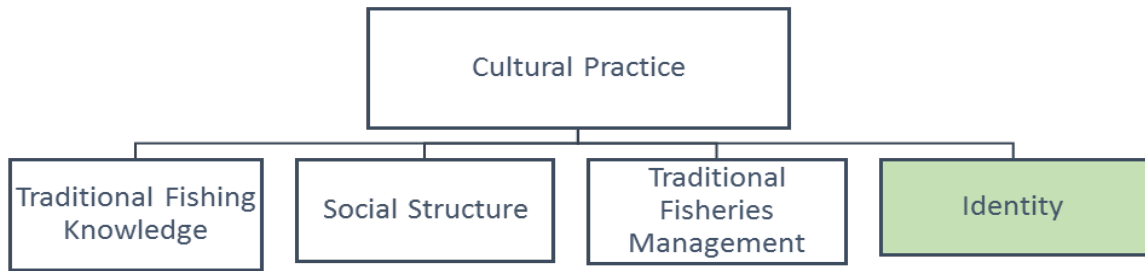 Cultural Practice
Traditional Fishing
Knowledge
Social Structure
Traditional
Fisheries
Management
Identity